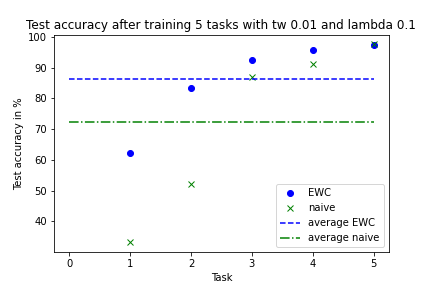 Test accuracy after training 5 tasks with tw 0.01 and lambda 0.1
100
90
80
70
60
50
40
Test accuracy in %
0 1 2 3 4 5
Task
EWC
naive
average EWC
average naive